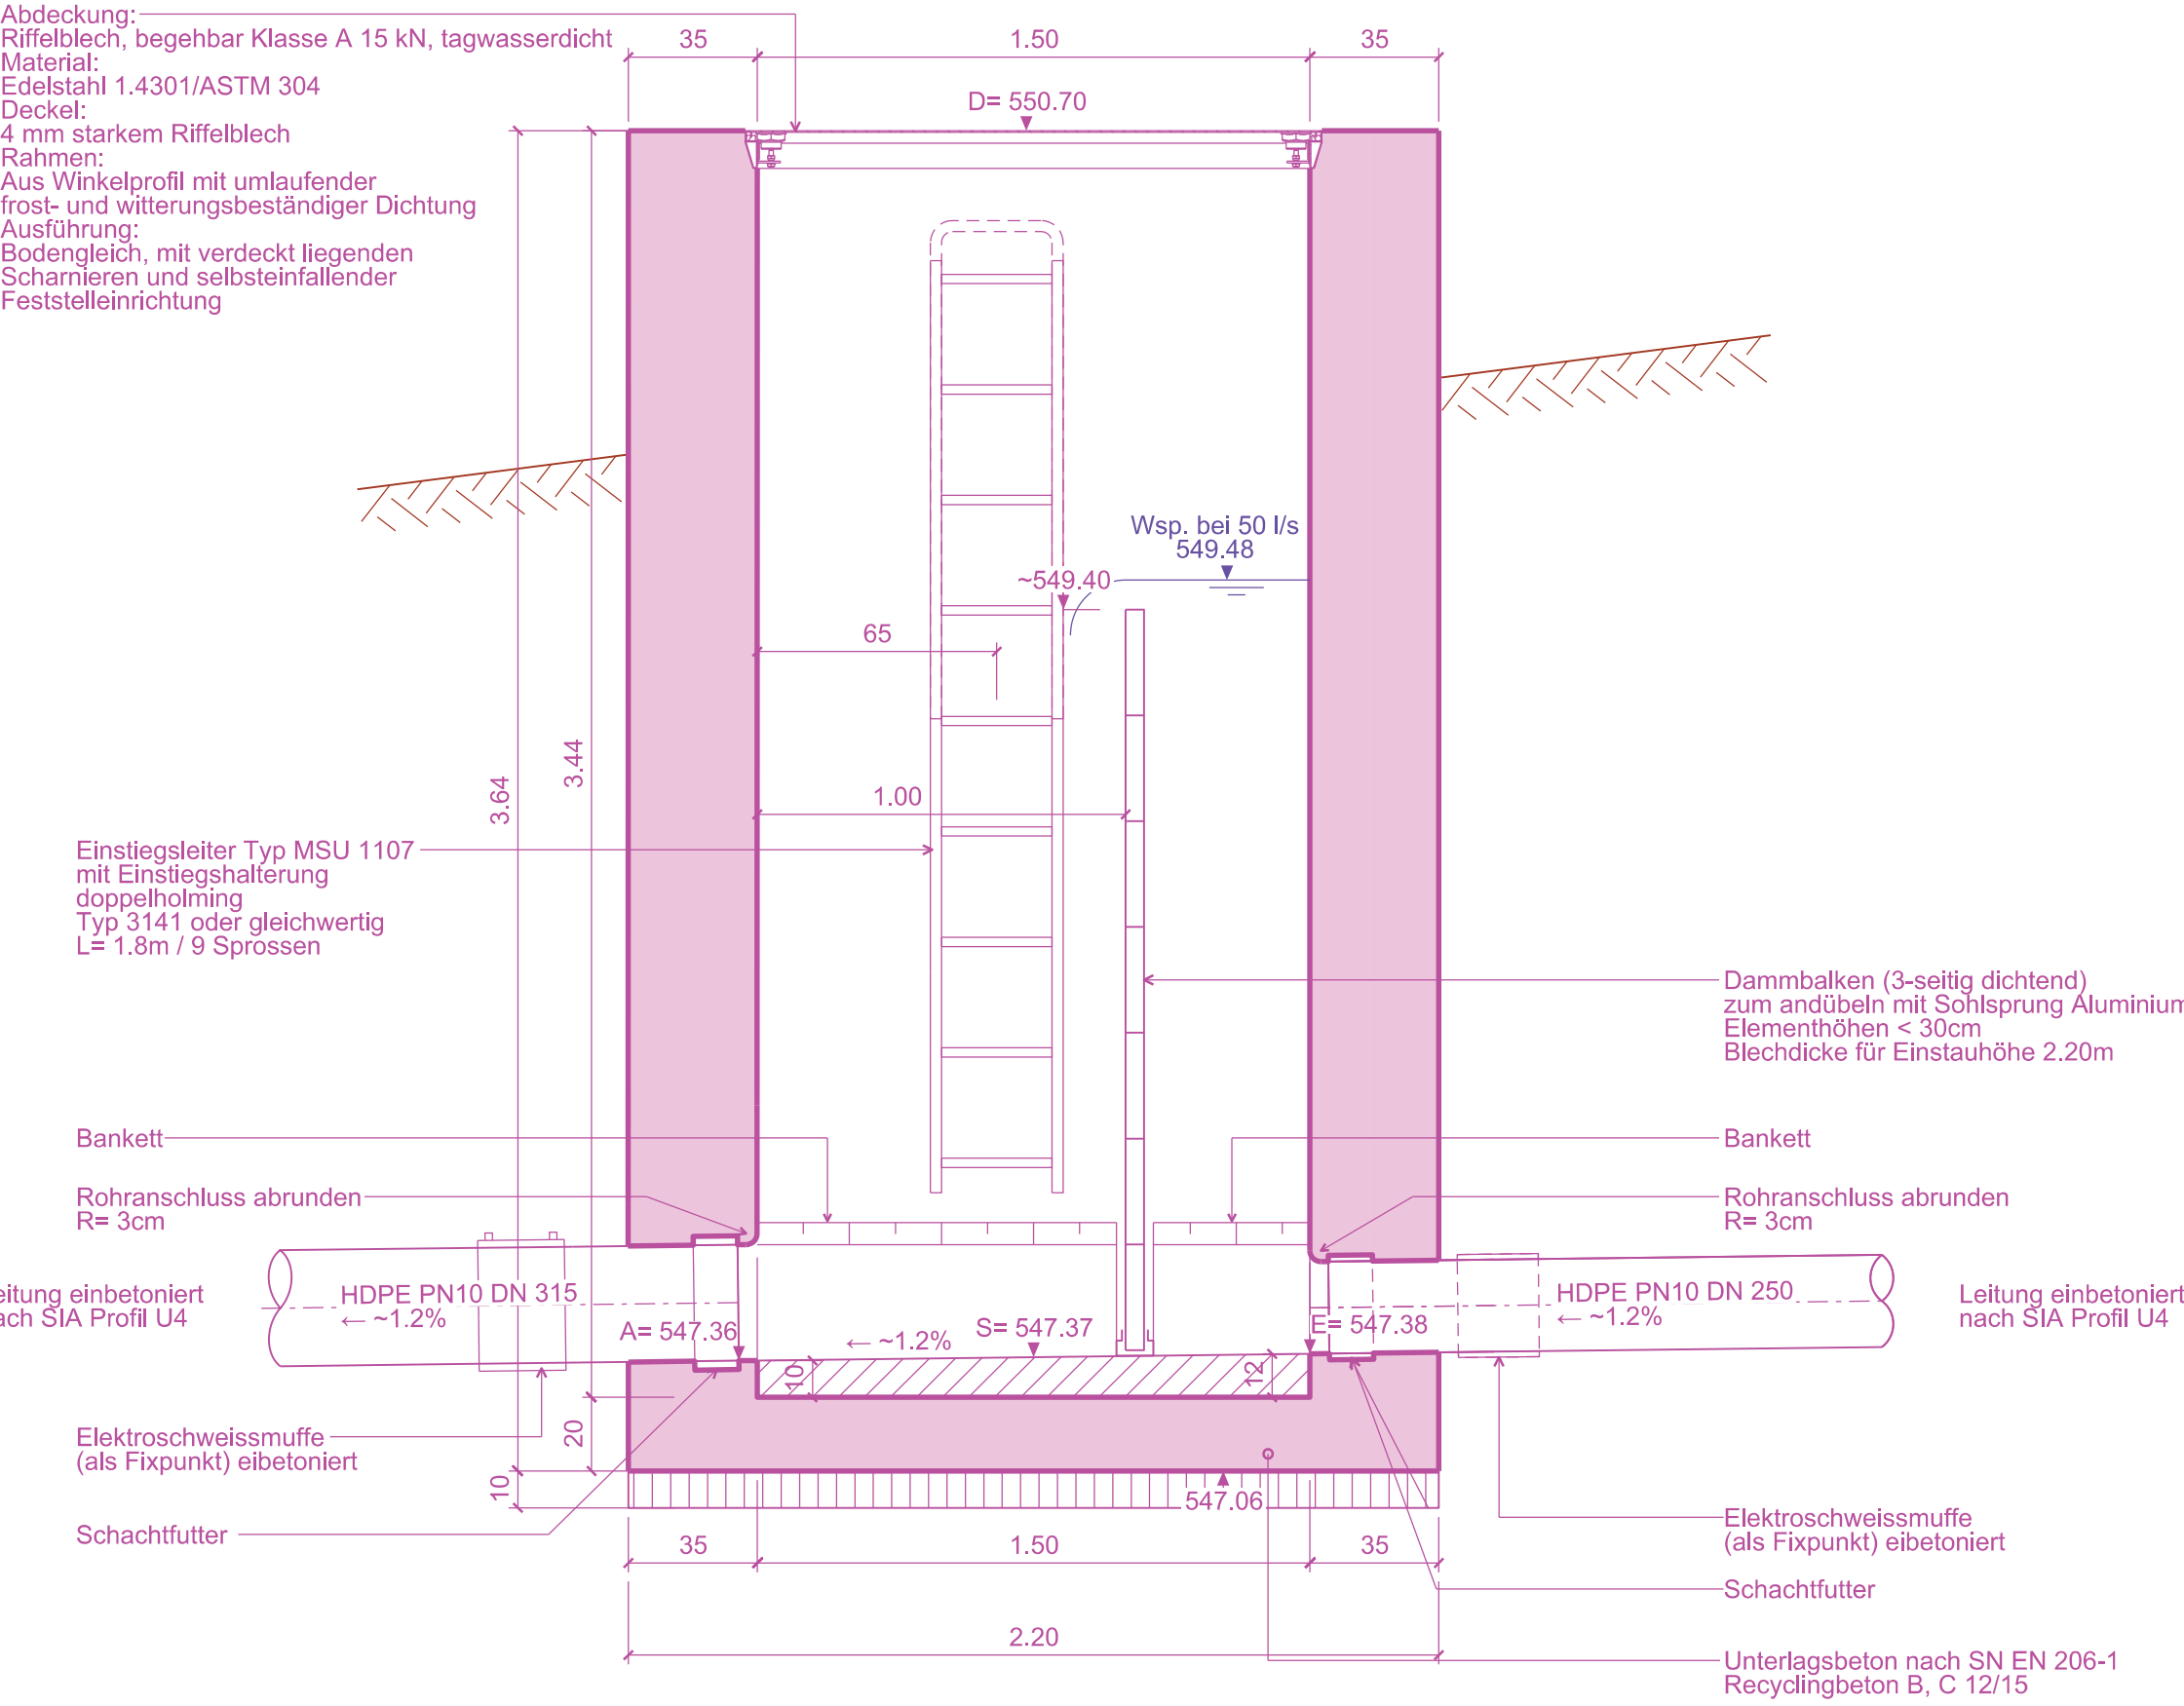 Abdeckung:
Riffelblech, begehbar Klasse A 15 kN, tagwasserdicht
Material:
Edelstahl 1.4301/ASTM 304
Deckel:
4 mm starkem Riffelblech
Rahmen:
Aus Winkelprofil mit umlaufender
frost- und witterungsbeständiger Dichtung
Ausführung:
Bodengleich, mit verdeckt liegenden
Scharnieren und selbsteinfallender
Feststelleinrichtung
35
1.50
35
D= 550.70
Wsp. bei 50 l/s
549.48
~549.40
65
3.44
3.64
1.00
Einstiegsleiter Typ MSU 1107
mit Einstiegshalterung
doppelholming
Typ 3141 oder gleichwertig
L= 1.8m / 9 Sprossen
Dammbalken (3-seitig dichtend)
zum andübeln mit Sohlsprung Aluminium
Elementhöhen < 30cm
Blechdicke für Einstauhöhe 2.20m
Bankett
Bankett
Rohranschluss abrunden
R= 3cm
Rohranschluss abrunden
R= 3cm
eitung einbetoniert
ach SIA Profil U4
HDPE PN10 DN 315
← ~1.2%
A= 547.36
← ~1.2%
S= 547.37
E= 547.38
HDPE PN10 DN 250
← ~1.2%
Leitung einbetoniert
nach SIA Profil U4
10
12
Elektroschweissmuffe
(als Fixpunkt) eibetoniert
20
10
547.06
Schachtfutter
Elektroschweissmuffe
(als Fixpunkt) eibetoniert
35
1.50
35
Schachtfutter
2.20
Unterlagsbeton nach SN EN 206-1
Recyclingbeton B, C 12/15